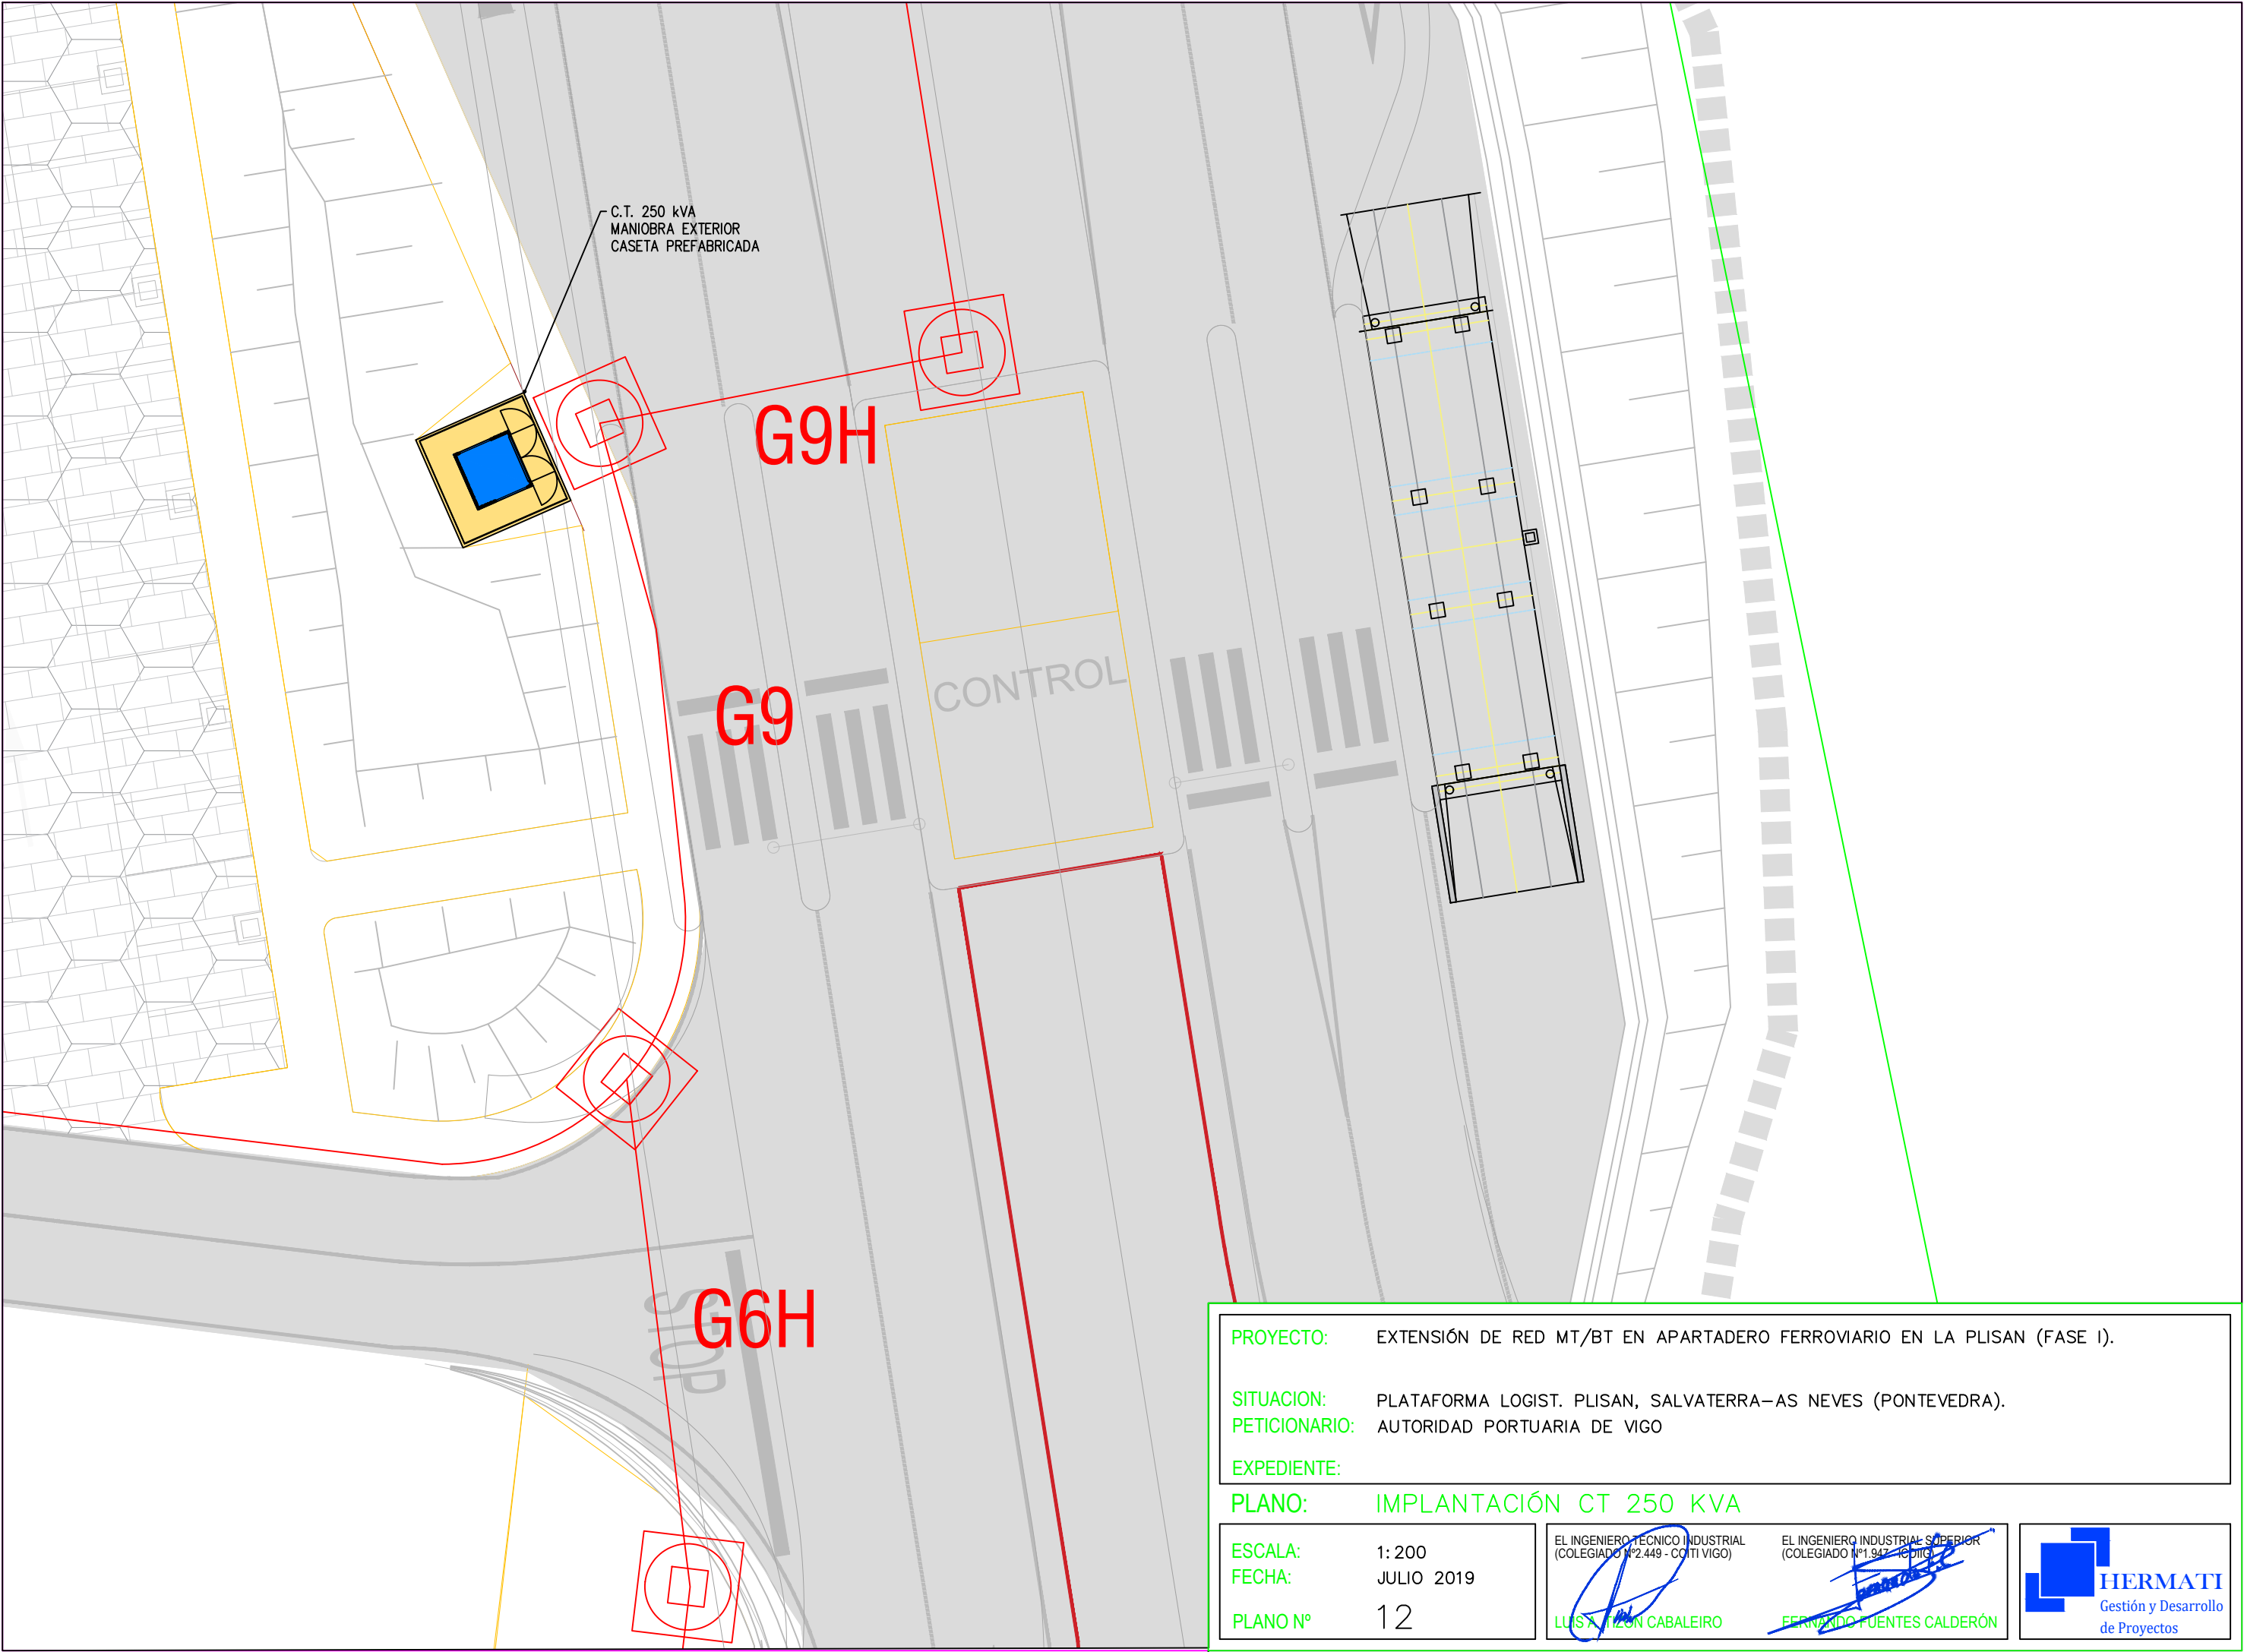 C.T. 250 kVA
MANIOBRA EXTERIOR
CASETA PREFABRICADA
G9H
CONTROL
G9
G6H
STOP
PROYECTO: EXTENSIÓN DE RED MT/BT EN APARTADERO FERROVIARIO EN LA PLISAN (FASE I).
SITUACION: PLATAFORMA LOGIST. PLISAN, SALVATERRA-AS NEVES (PONTEVEDRA).
PETICIONARIO: AUTORIDAD PORTUARIA DE VIGO
EXPEDIENTE:
PLANO: IMPLANTACIÓN CT 250 KVA
ESCALA: 1:200
FECHA: JULIO 2019
PLANO Nº 12
EL INGENIERO TECNICO INDUSTRIAL
(COLEGIADO Nº2.449 - COITI VIGO)
LUIS A. TIZÓN CABALEIRO
EL INGENIERO INDUSTRIAL SUPERIOR
(COLEGIADO Nº1.947 - ICOIIG)
FERNANDO FUENTES CALDERÓN
HERMATI
Gestión y Desarrollo
de Proyectos